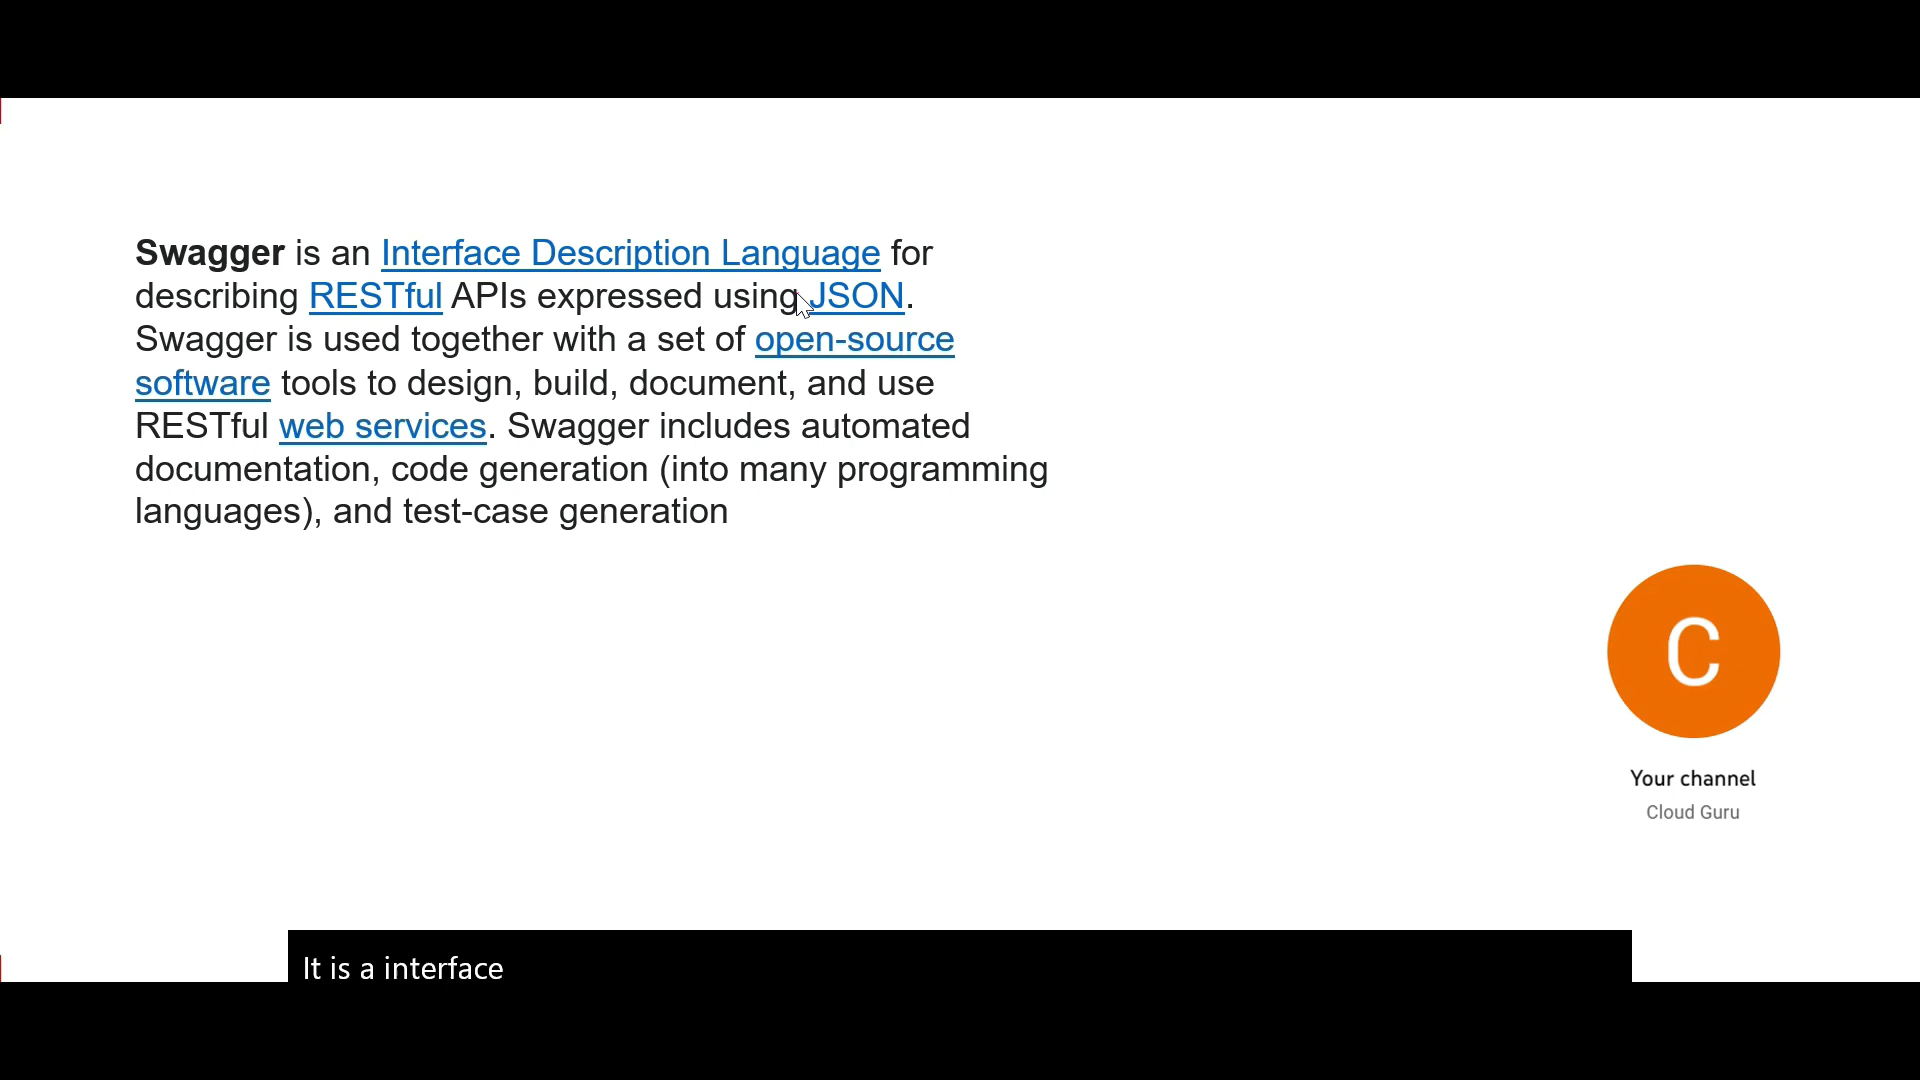 Swagger is an Interface Description Language for
describing RESTful APIs expressed using JSON.
Swagger is used together with a set of open-source
software tools to design, build, document, and use
RESTful web services. Swagger includes automated
documentation, code generation (into many programming
languages), and test-case generation
C
Your channel
Cloud Guru
It is a interface